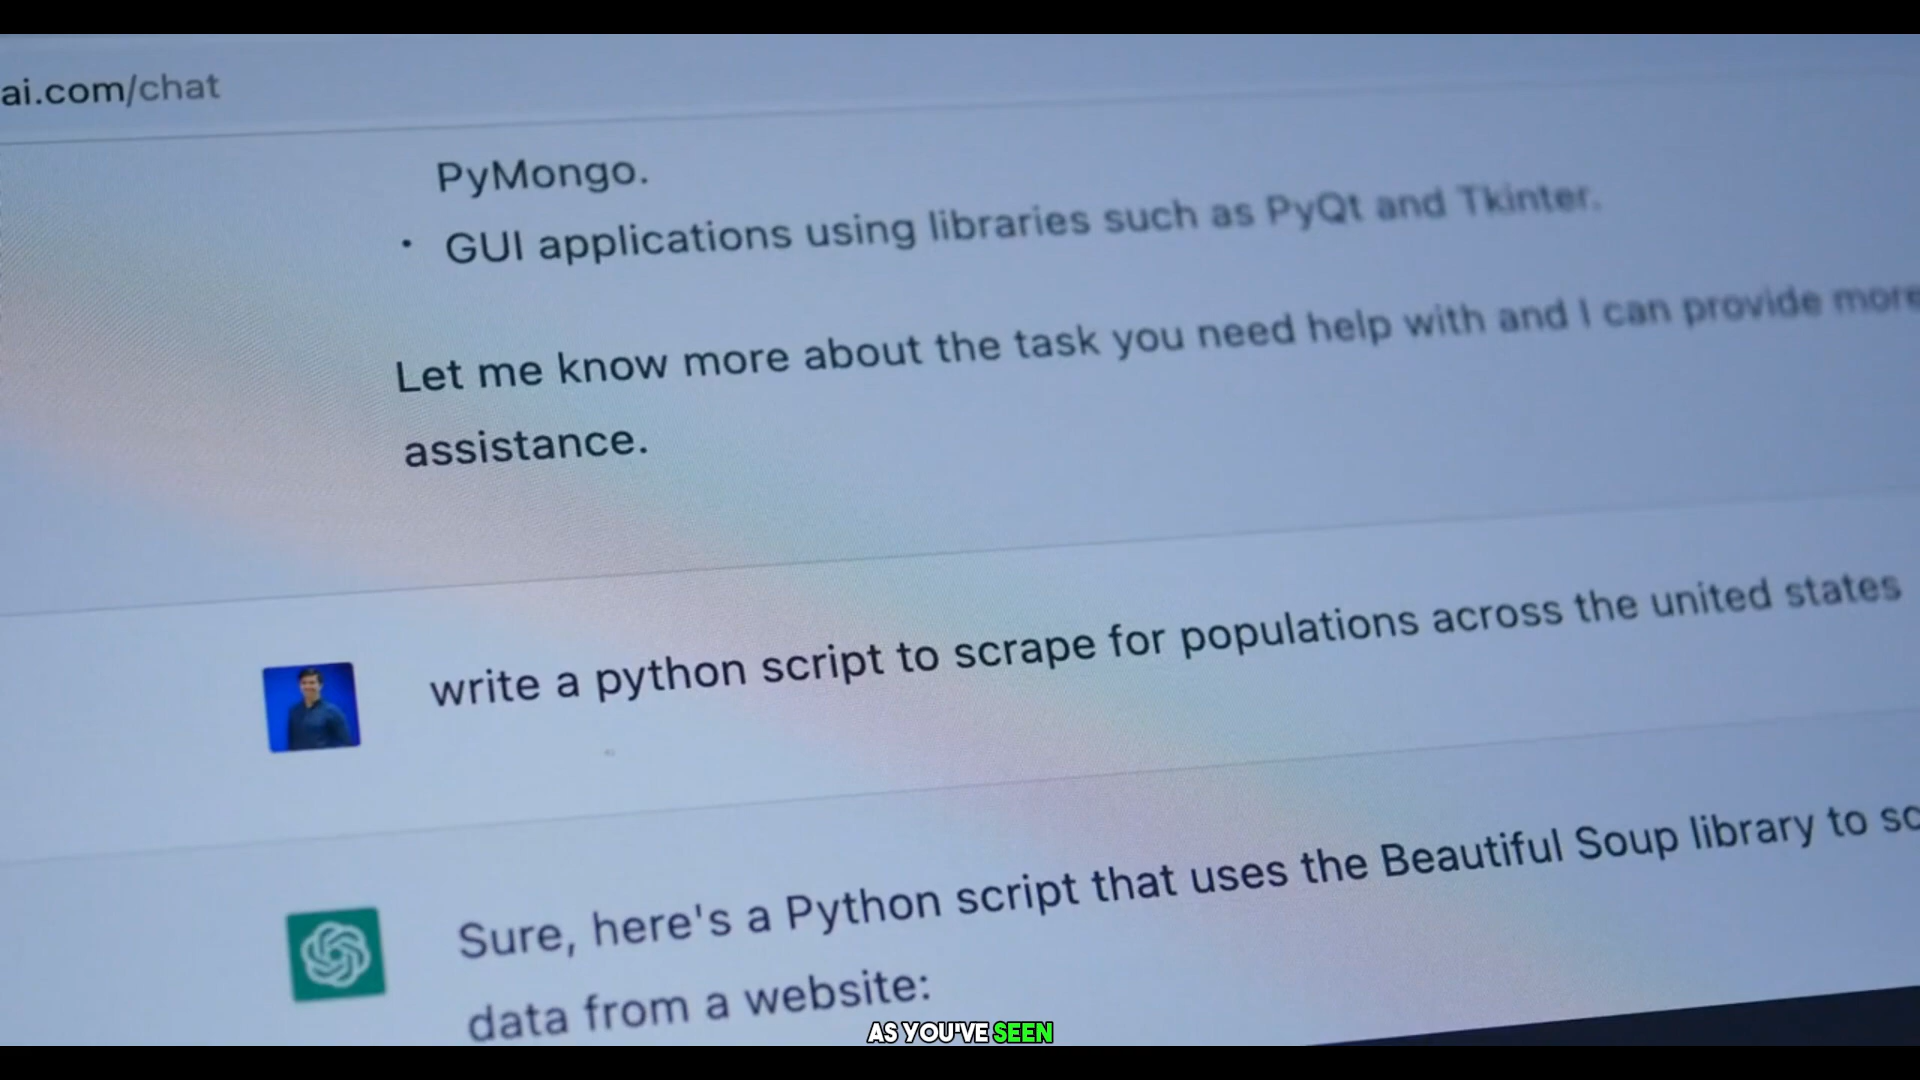 ai.com/chat
PyMongo.
• GUI applications using libraries such as PyQt and Tkinter.
Let me know more about the task you need help with and I can provide more
assistance.
write a python script to scrape for populations across the united states
Sure, here's a Python script that uses the Beautiful Soup library to sc
data from a website:
AS YOU'VE SEEN